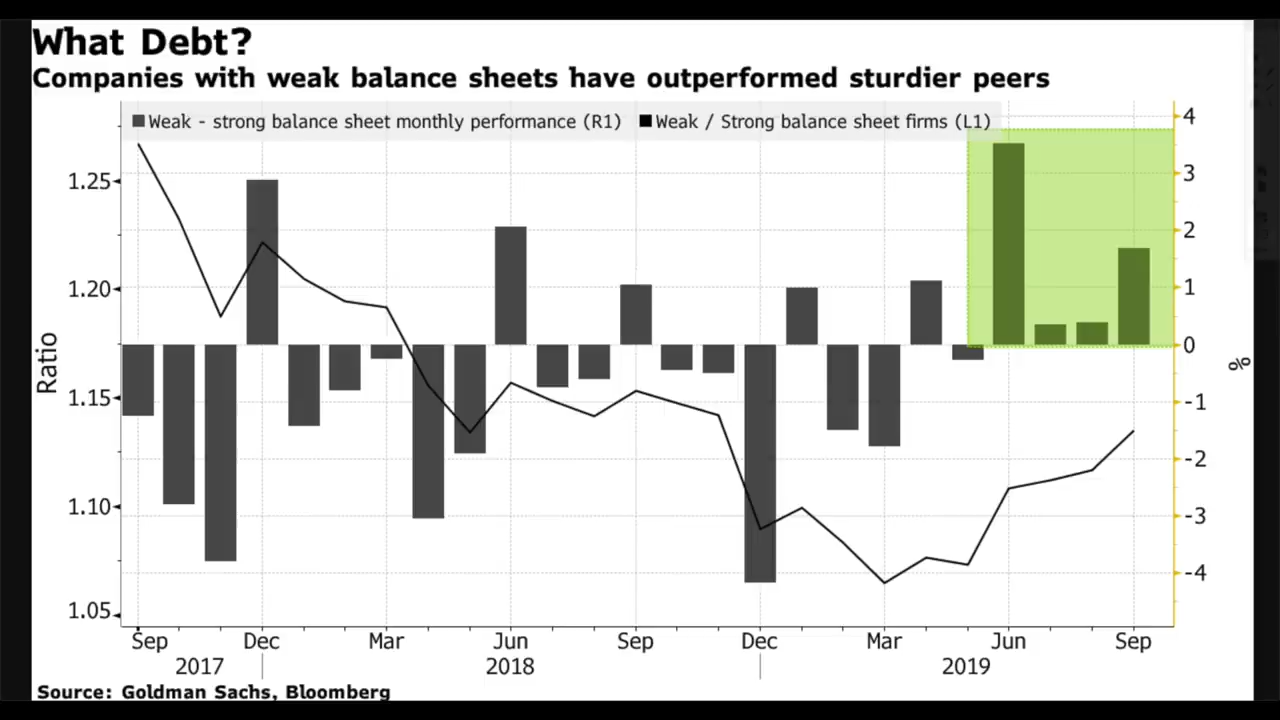 What Debt?
Companies with weak balance sheets have outperformed sturdier peers
Weak - strong balance sheet monthly performance (R1) Weak / Strong balance sheet firms (L1)
4
3
2
1
0
-1
-2
-3
-4
%
1.25
1.20
1.15
1.10
1.05
Ratio
Sep Dec Mar Jun Sep Dec Mar Jun Sep
2017 2018 2019
Source: Goldman Sachs, Bloomberg